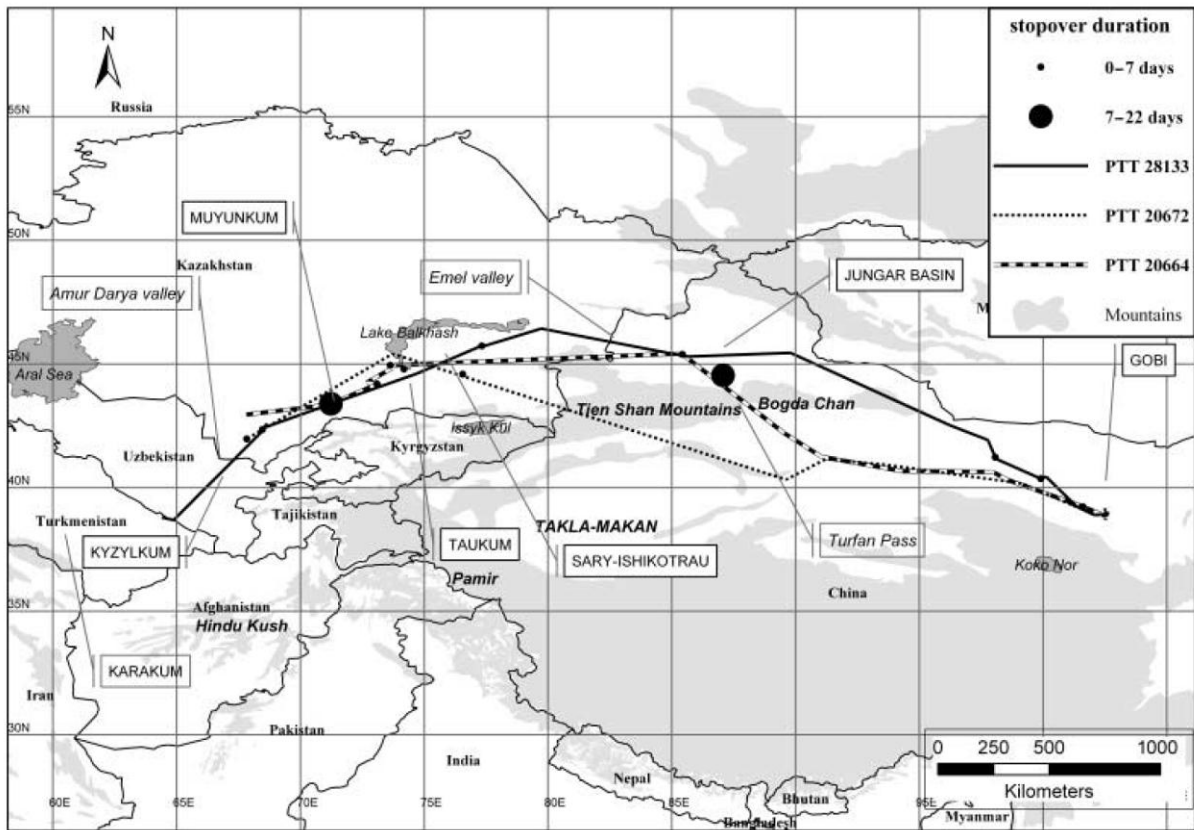 stopover duration
0–7 days
7–22 days
PTT 28133
PTT 20672
PTT 20664
Mountains
N
Russia
55N
50N
MUYUNKUM
Kazakhstan
Amur Darya valley
Emel valley
JUNGAR BASIN
M
Lake Balkhash
45N
Aral Sea
GOBI
Tien Shan Mountains
Bogda Chan
Issyk Kul
Kyrgyzstan
Uzbekistan
40N
Turkmenistan
Tajikistan
TAKLA-MAKAN
KYZYLKUM
TAUKUM
SARY-ISHIKOTRAU
Turfan Pass
Koko Nor
Pamir
China
35N
Afghanistan
Hindu Kush
KARAKUM
Iran
30N
Pakistan
India
Nepal
Bhutan
Bangladesh
Myanmar
0 250 500 1000
Kilometers
60E 65E 70E 75E 80E 85E 90E 95E